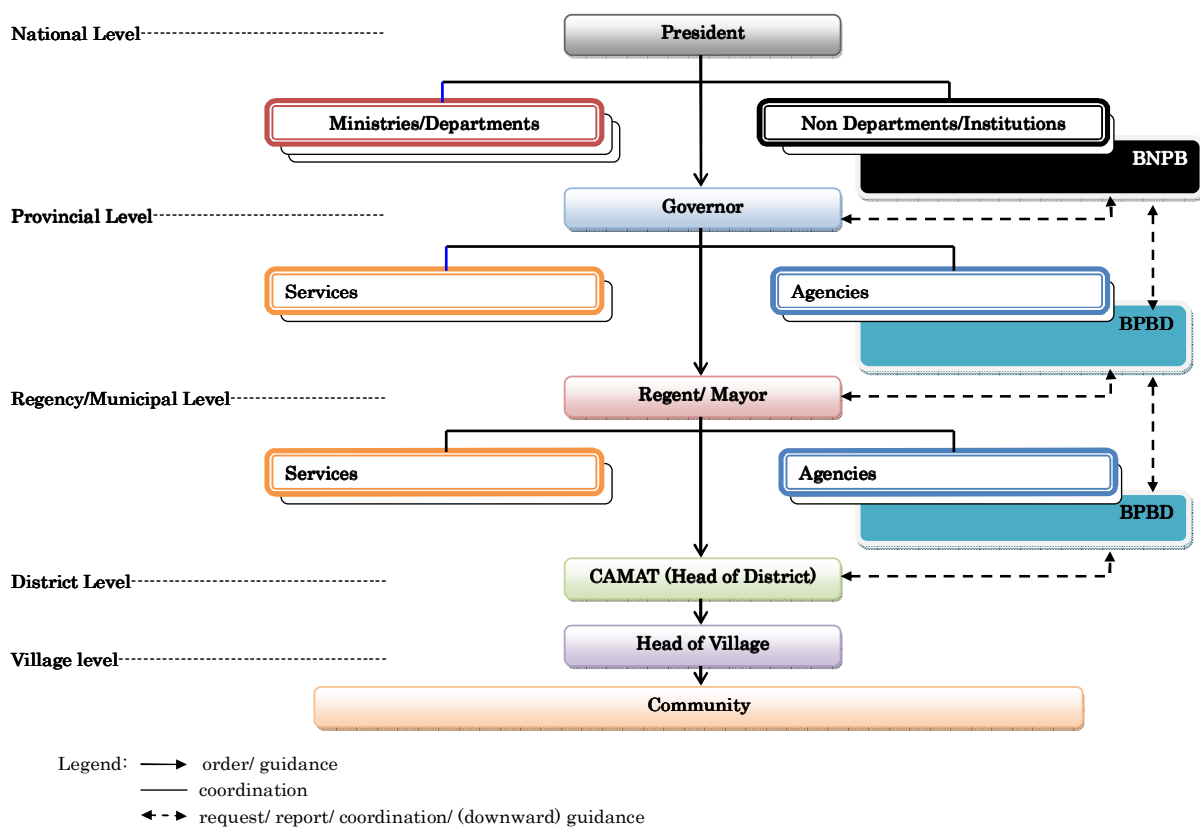 National Level
President
Ministries/Departments
Non Departments/Institutions
BNPB
Provincial Level
Governor
Services
Agencies
BPBD
Regency/Municipal Level
Regent/ Mayor
Services
Agencies
BPBD
District Level
CAMAT (Head of District)
Head of Village
Village level
Community
Legend:
order/ guidance
coordination
request/ report/ coordination/ (downward) guidance